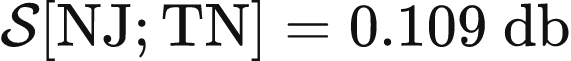 𝒮[NJ; TN] = 0.109 db